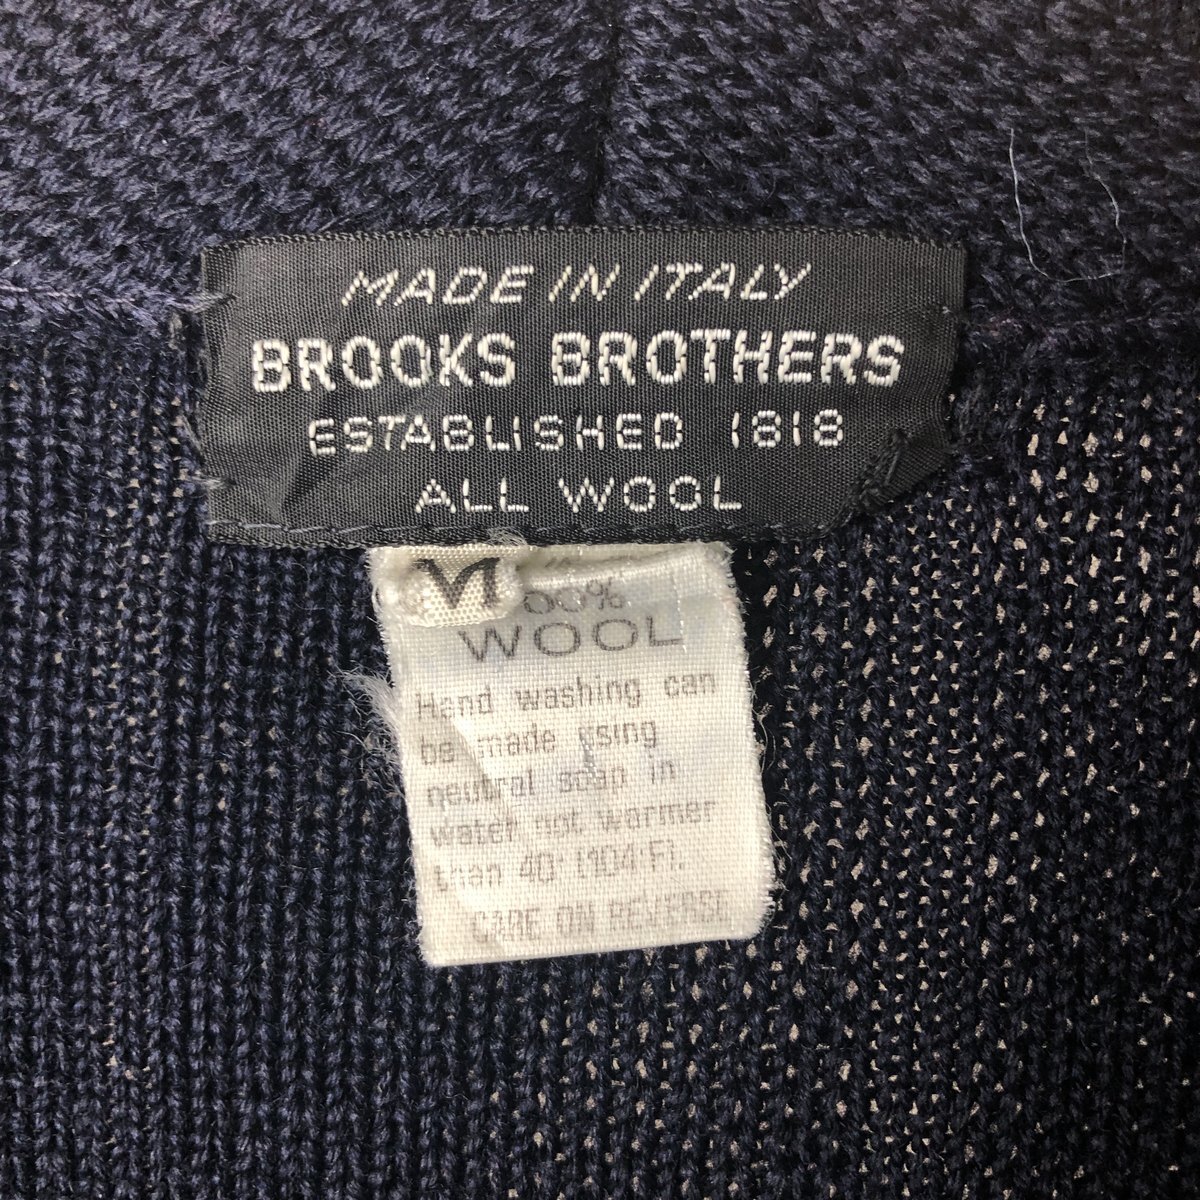 MADE IN ITALY
BROOKS BROTHERS
ESTABLISHED 1818
ALL WOOL
M
WOOL
Hand washing can
be made using
neutral soap in
water not warmer
than 40° (104°F).
CARE ON REVERSE